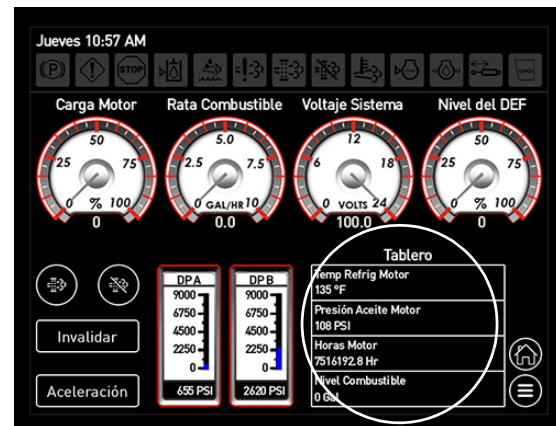 Jueves 10:57 AM
(P) STOP
Carga Motor Rata Combustible Voltaje Sistema Nivel del DEF
50 5.0 12 50
25 75 2.5 7.5 6 18 25 75
0 % 100 0 GAL/HR 10 0 VOLTS 24 0 % 100
0 0.0 100.0 0
Tablero
Temp Refrig Motor
135 °F
Presión Aceite Motor
108 PSI
Horas Motor
7516192.8 Hr
Nivel Combustible
0 Gal
DP A DP B
9000 9000
6750 6750
4500 4500
2250 2250
0 0
655 PSI 2620 PSI
Invalidar
Aceleración